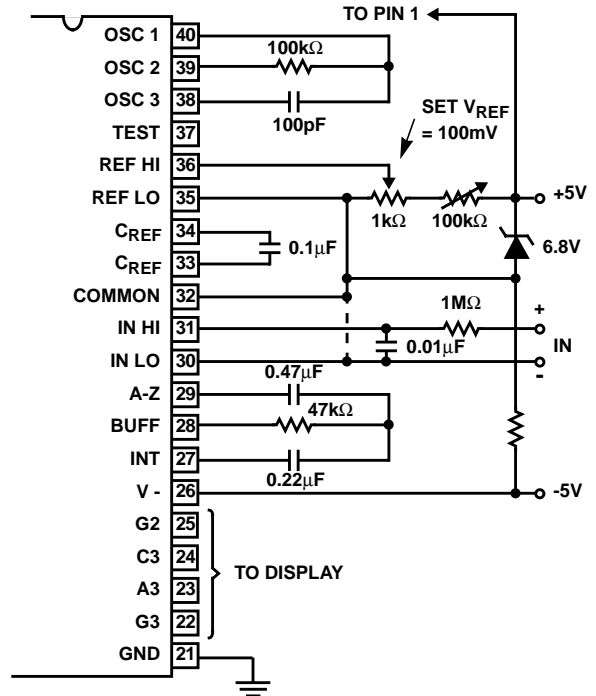 TO PIN 1
OSC 1 40
100kΩ
OSC 2 39
OSC 3 38
100pF
SET VREF
= 100mV
TEST 37
REF HI 36
REF LO 35
+5V
1kΩ 100kΩ
CREF 34
0.1µF
6.8V
CREF 33
COMMON 32
1MΩ
+
IN HI 31
0.01µF
IN
IN LO 30
-
0.47µF
A-Z 29
47kΩ
BUFF 28
INT 27
0.22µF
V - 26
-5V
G2 25
C3 24
TO DISPLAY
A3 23
G3 22
GND 21